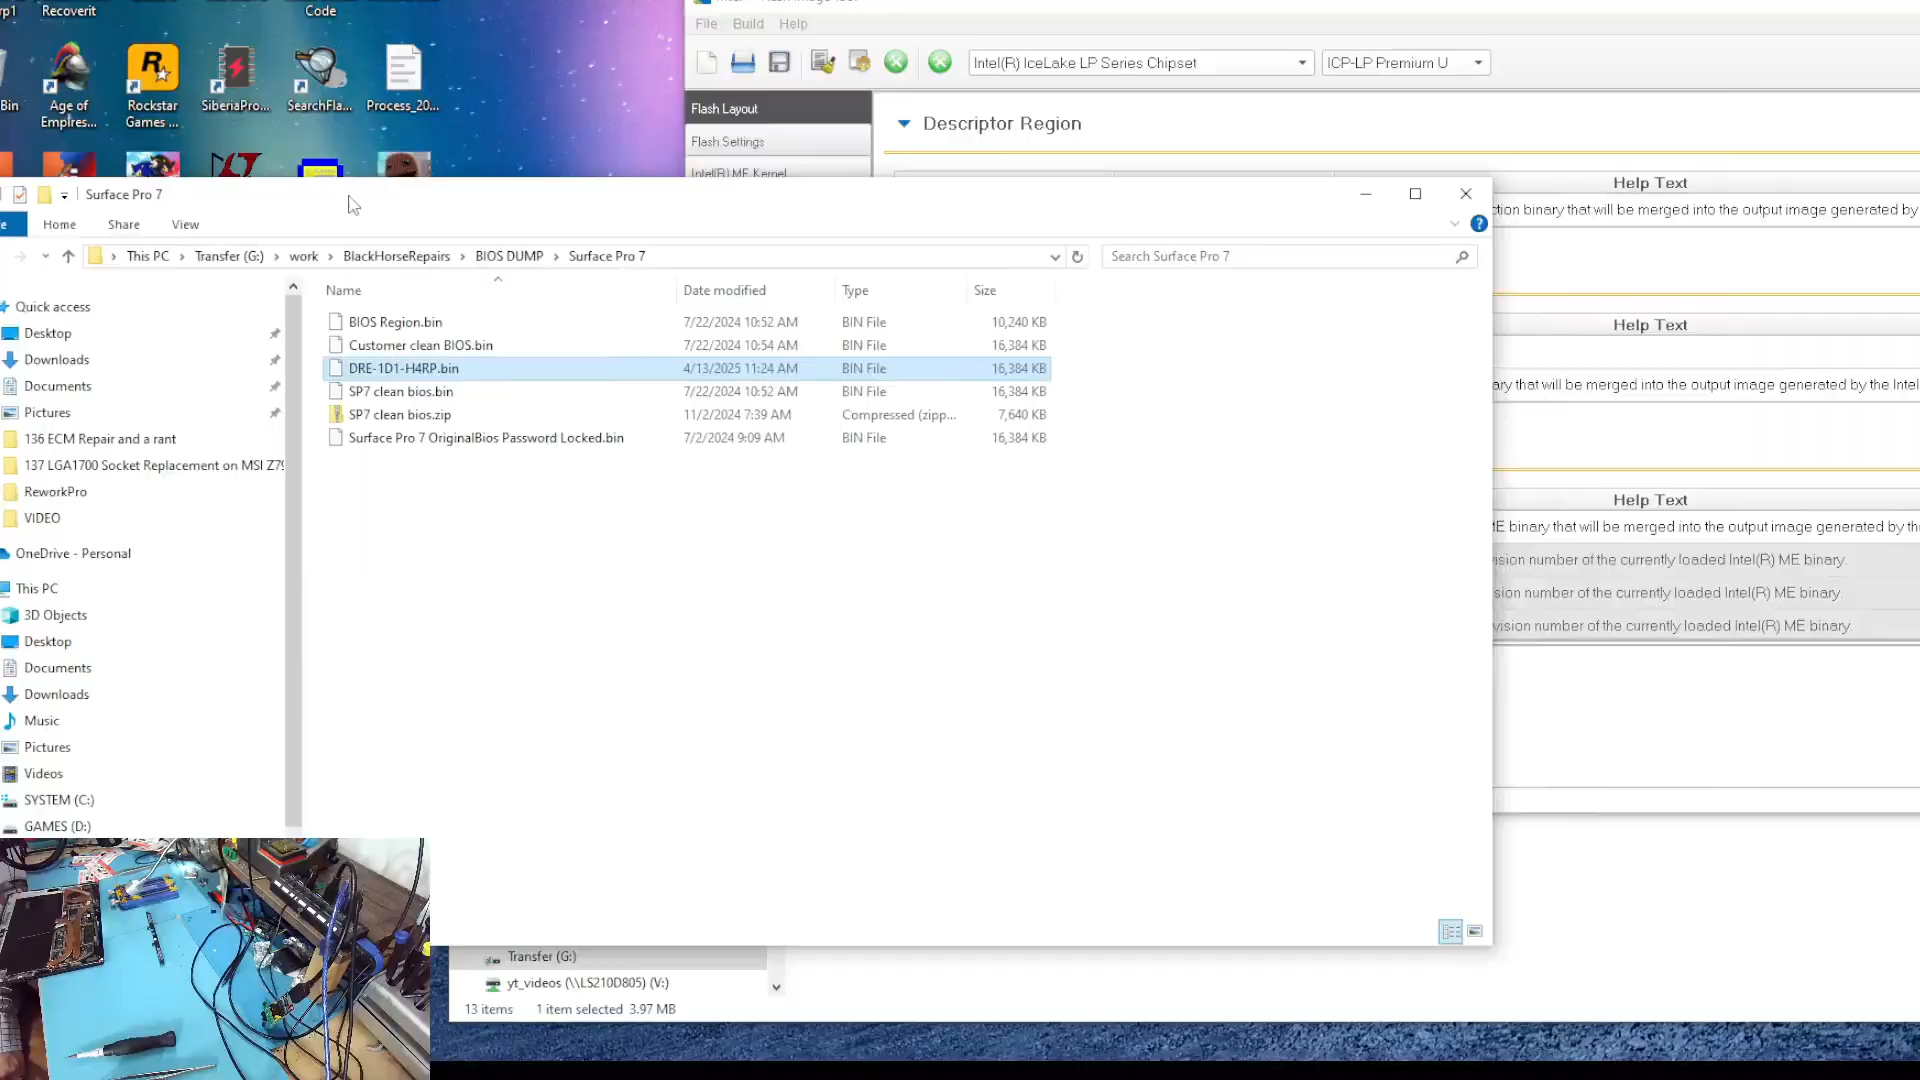 rp1
Recoverit
Code
Bin
Age of
Empires...
Rockstar
Games ...
SiberiaPro...
SearchFla...
Process_20...
File
Build
Help
Intel(R) IceLake LP Series Chipset
ICP-LP Premium U
Flash Layout
Flash Settings
Intel(R) ME Kernel
Descriptor Region
Help Text
ction binary that will be merged into the output image generated by
Help Text
ary that will be merged into the output image generated by the Intel
Help Text
ME binary that will be merged into the output image generated by the
vision number of the currently loaded Intel(R) ME binary.
sion number of the currently loaded Intel(R) ME binary.
vision number of the currently loaded Intel(R) ME binary.
Surface Pro 7
Home
Share
View
This PC
Transfer (G:)
work
BlackHorseRepairs
BIOS DUMP
Surface Pro 7
Search Surface Pro 7
Name
Date modified
Type
Size
BIOS Region.bin 7/22/2024 10:52 AM BIN File 10,240 KB
Customer clean BIOS.bin 7/22/2024 10:54 AM BIN File 16,384 KB
DRE-1D1-H4RP.bin 4/13/2025 11:24 AM BIN File 16,384 KB
SP7 clean bios.bin 7/22/2024 10:52 AM BIN File 16,384 KB
SP7 clean bios.zip 11/2/2024 7:39 AM Compressed (zipp... 7,640 KB
Surface Pro 7 OriginalBios Password Locked.bin 7/2/2024 9:09 AM BIN File 16,384 KB
Quick access
Desktop
Downloads
Documents
Pictures
136 ECM Repair and a rant
137 LGA1700 Socket Replacement on MSI Z79
ReworkPro
VIDEO
OneDrive - Personal
This PC
3D Objects
Desktop
Documents
Downloads
Music
Pictures
Videos
SYSTEM (C:)
GAMES (D:)
Transfer (G:)
yt_videos (\\LS210D805) (V:)
13 items 1 item selected 3.97 MB